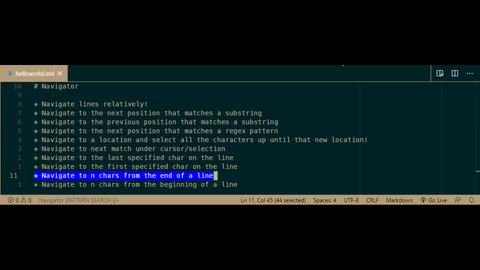 helloworld.md ×
10 # Navigator
9
8 * Navigate lines relatively!
7 * Navigate to the next position that matches a substring
6 * Navigate to the previous position that matches a substring
5 * Navigate to the next position that matches a regex pattern
4 * Navigate to a location and select all the characters up until that new location!
3 * Navigate to next match under cursor/selection
2 * Navigate to the last specified char on the line
1 * Navigate to the first specified char on the line
11 * Navigate to n chars from the end of a line
1 * Navigate to n chars from the beginning of a line
0 0 Navigator [PATTERN SEARCH Ln 11, Col 45 (44 selected) Spaces: 4 UTF-8 CRLF Markdown Go Live